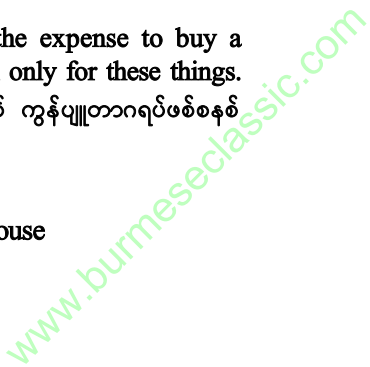 the expense to buy a
only for these things.
ကွန်ပျူတာဂရပ်ဖစ်စနစ်
ouse
www.burmeseclassic.com